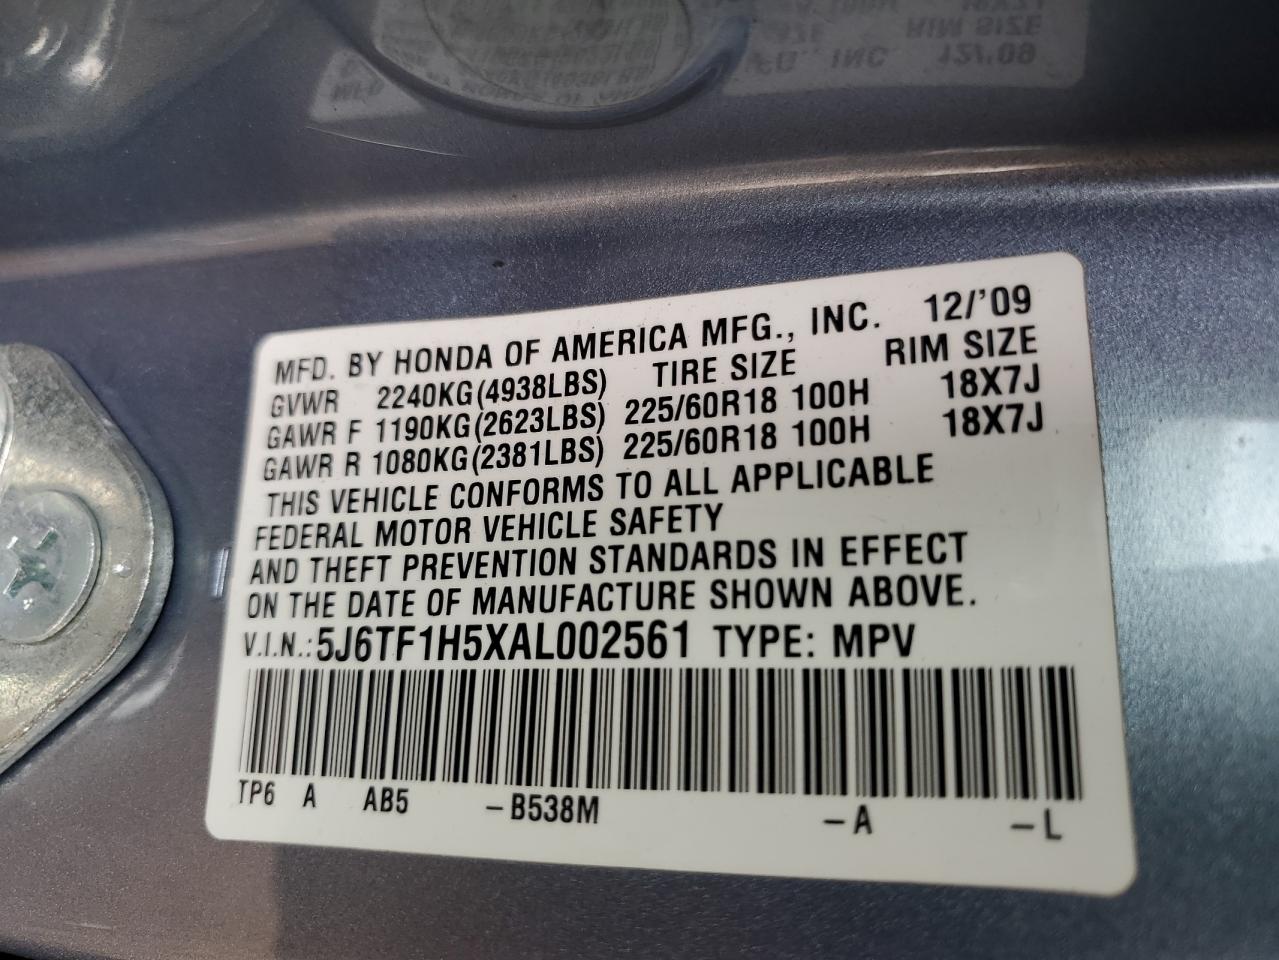 MFD. BY HONDA OF AMERICA MFG., INC. 12/'09
GVWR 2240KG(4938LBS) TIRE SIZE RIM SIZE
GAWR F 1190KG(2623LBS) 225/60R18 100H 18X7J
GAWR R 1080KG(2381LBS) 225/60R18 100H 18X7J
THIS VEHICLE CONFORMS TO ALL APPLICABLE
FEDERAL MOTOR VEHICLE SAFETY
AND THEFT PREVENTION STANDARDS IN EFFECT
ON THE DATE OF MANUFACTURE SHOWN ABOVE.
V.I.N.:5J6TF1H5XAL002561 TYPE: MPV
TP6 A AB5 -B538M -A -L